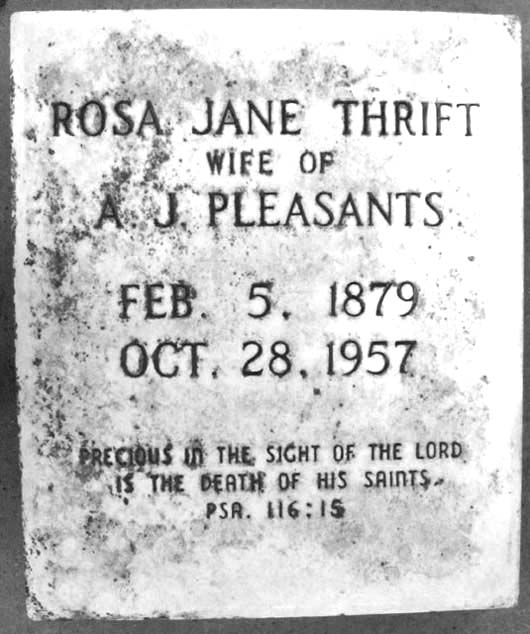 ROSA JANE THRIFT
WIFE OF
A. J. PLEASANTS
FEB. 5, 1879
OCT. 28, 1957
PRECIOUS IN THE SIGHT OF THE LORD
IS THE DEATH OF HIS SAINTS.
PSA. 116:15